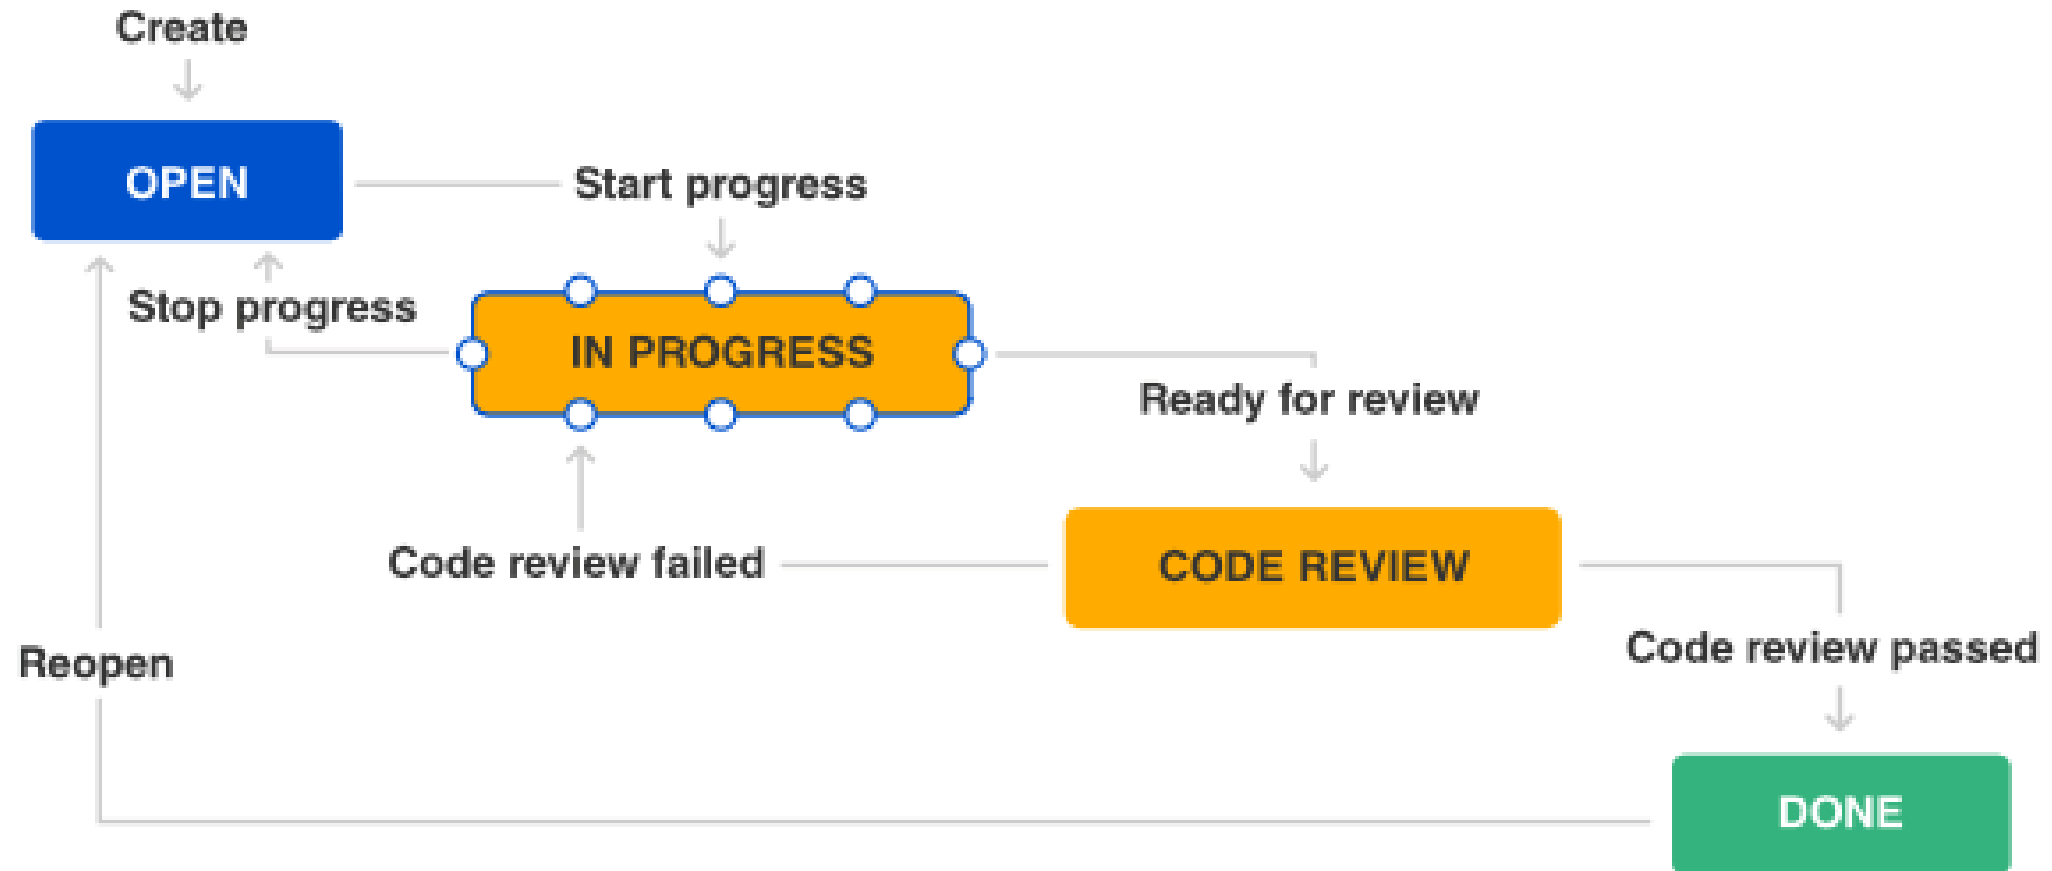 Create
OPEN
Start progress
Stop progress
IN PROGRESS
Ready for review
Code review failed
CODE REVIEW
Code review passed
Reopen
DONE